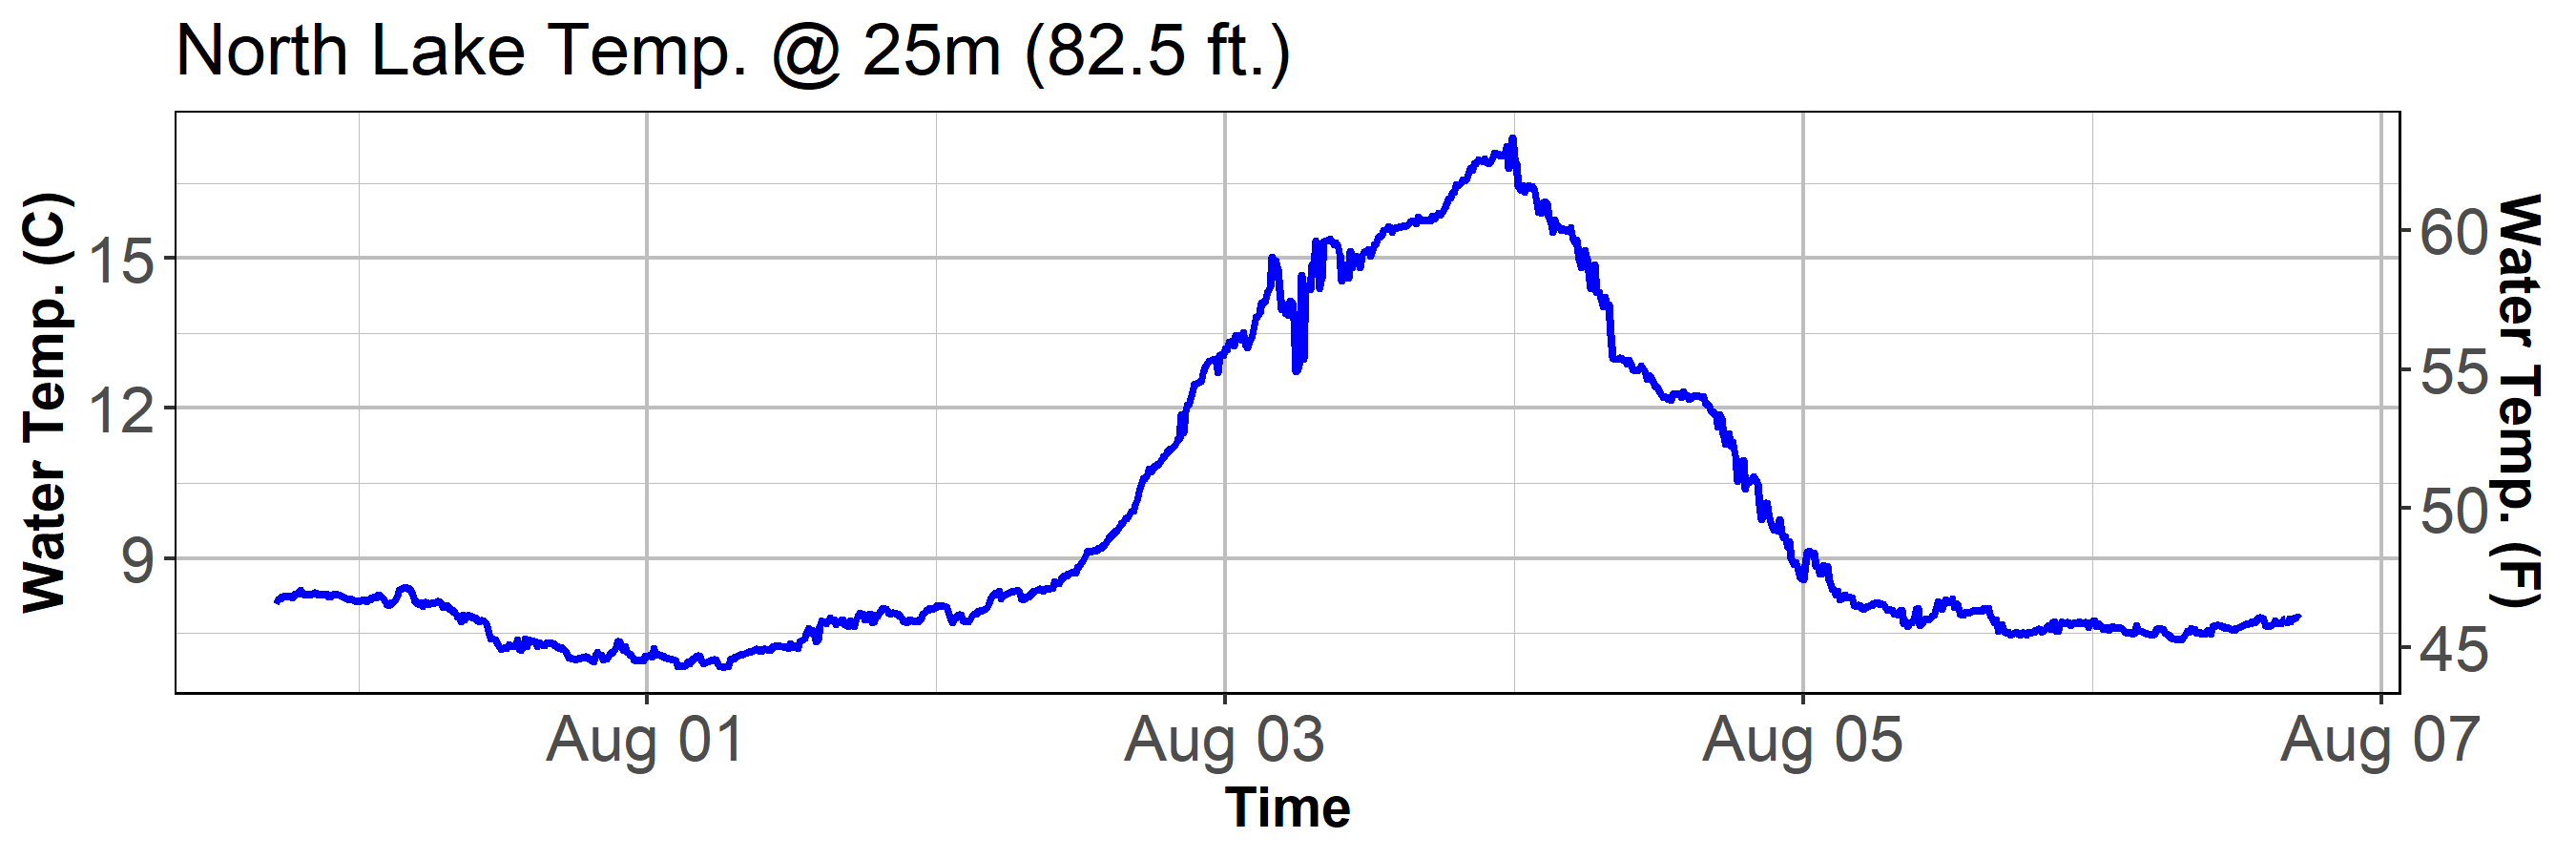 North Lake Temp. @ 25m (82.5 ft.)
Water Temp. (C)
15
12
9
60
55
50
45
Water Temp. (F)
Aug 01
Aug 03
Aug 05
Aug 07
Time